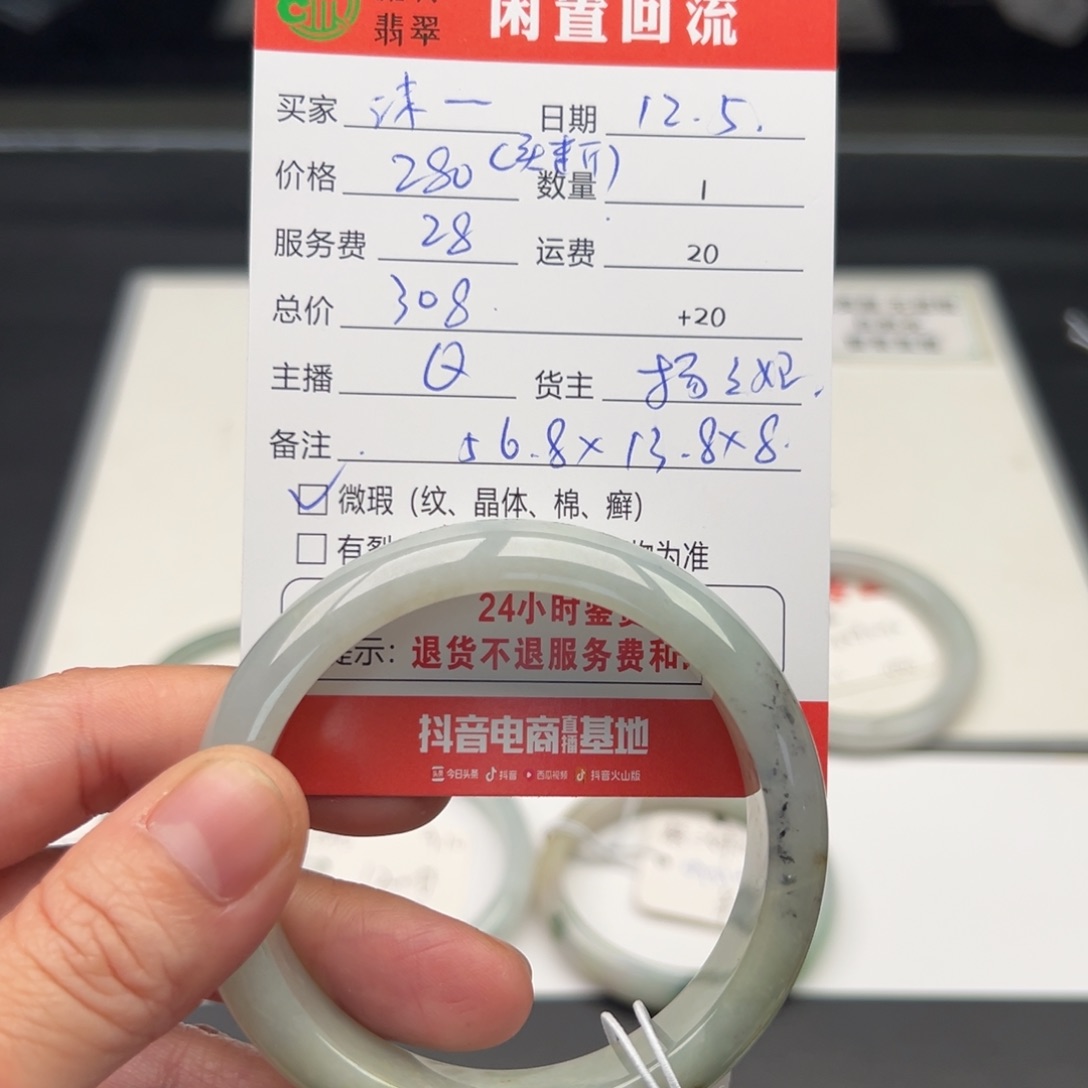 翡翠
闲置回流
买家 涞一 日期 12.5.
价格 280 数量 1
服务费 28 运费 20
总价 308 +20
主播 Q 货主
备注 56.8×13.8×8.
微瑕（纹、晶体、棉、癣）
有裂 为准
24小时鉴
提示：退货不退服务费和
抖音电商直播基地
今日头条 抖音 西瓜视频 抖音火山版